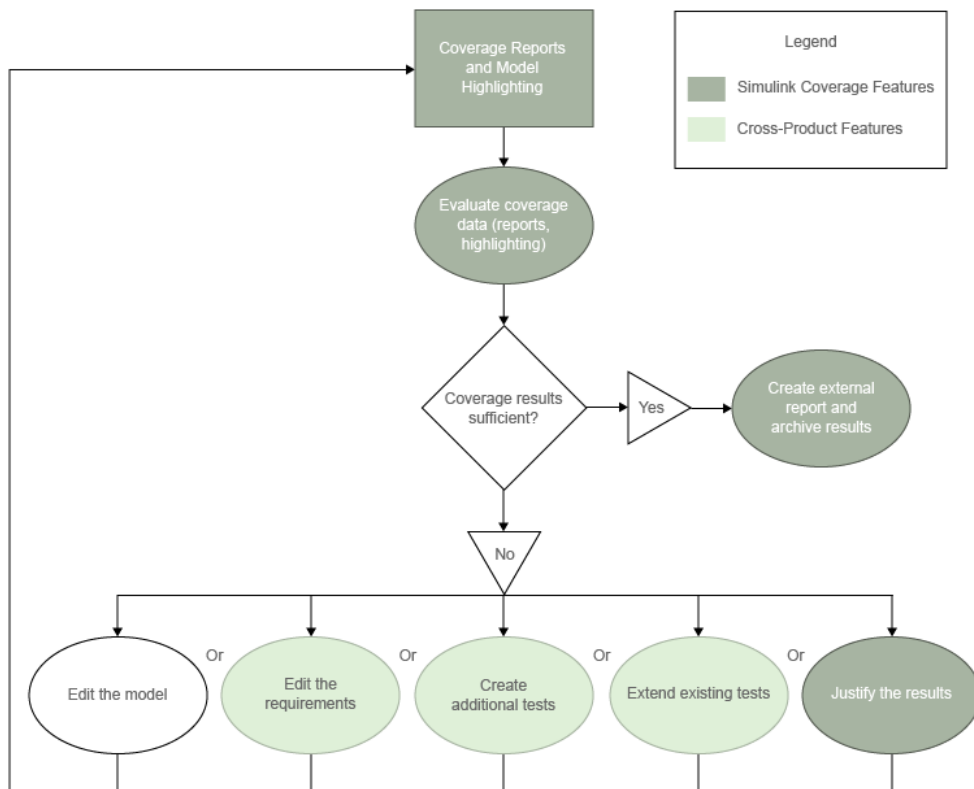 Coverage Reports
and Model
Highlighting
Legend
Simulink Coverage Features
Cross-Product Features
Evaluate coverage
data (reports,
highlighting)
Coverage results
sufficient?
Yes
Create external
report and
archive results
No
Edit the model
Or
Edit the
requirements
Or
Create
additional tests
Or
Extend existing tests
Or
Justify the results